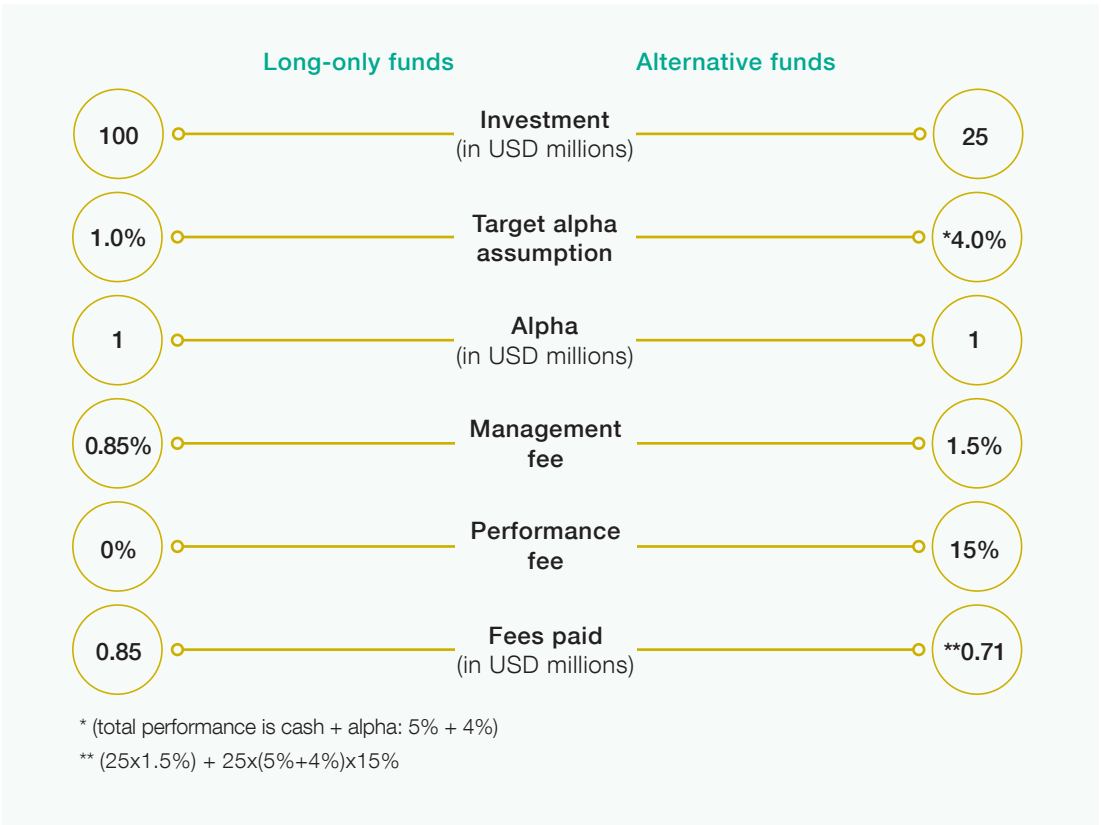 Long-only funds
Alternative funds
100
Investment
(in USD millions)
25
1.0%
Target alpha
assumption
*4.0%
1
Alpha
(in USD millions)
1
0.85%
Management
fee
1.5%
0%
Performance
fee
15%
0.85
Fees paid
(in USD millions)
**0.71
* (total performance is cash + alpha: 5% + 4%)
** (25x1.5%) + 25x(5%+4%)x15%